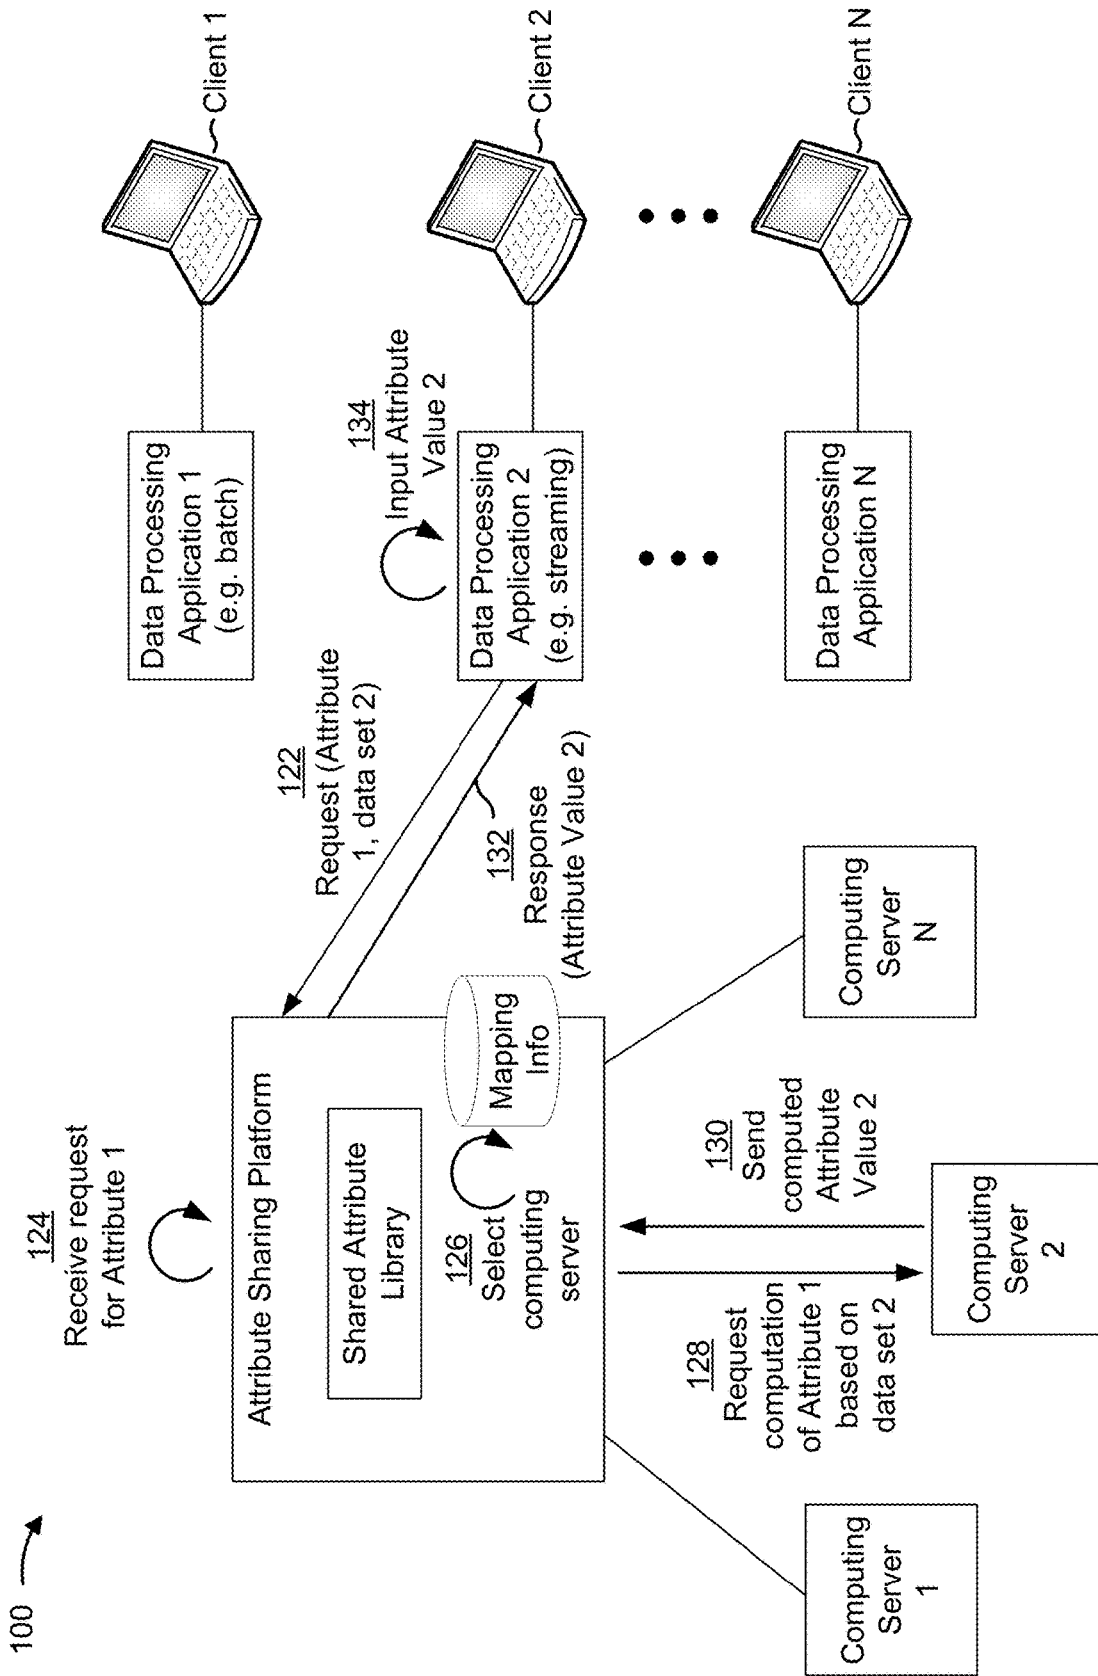 100
124
Receive request
for Attribute 1
Attribute Sharing Platform
Shared Attribute
Library
126
Select
computing
server
Mapping
Info
122
Request (Attribute
1, data set 2)
132
Response
(Attribute Value 2)
128
Request
computation
of Attribute 1
based on
data set 2
130
Send
computed
Attribute
Value 2
Computing
Server
1
Computing
Server
2
Computing
Server
N
Data Processing
Application 1
(e.g. batch)
Client 1
134
Input Attribute
Value 2
Data Processing
Application 2
(e.g. streaming)
Client 2
Data Processing
Application N
Client N